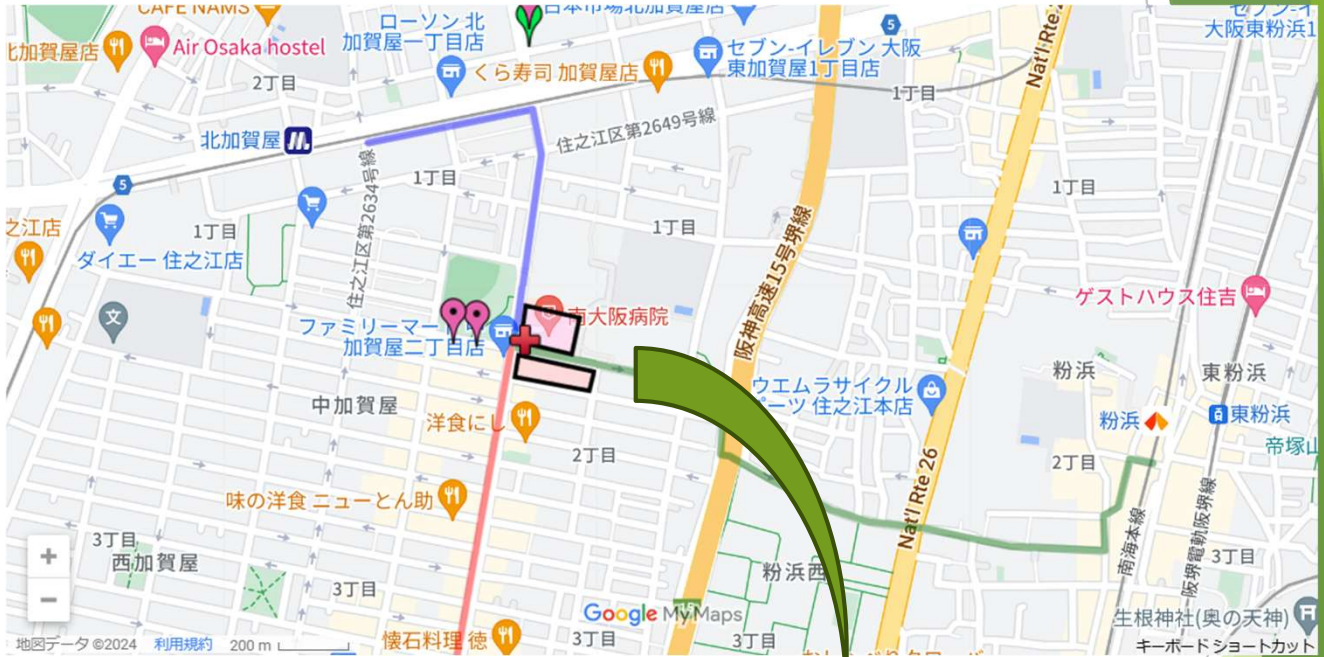 CAFE NAMS
ローソン 北
加賀屋一丁目店
日本市場北加賀屋店
5
セブン-イ
大阪東粉浜1
北加賀屋店
Air Osaka hostel
くら寿司 加賀屋店
セブン-イレブン 大阪
東加賀屋1丁目店
Nat'l Rte 2
2丁目
1丁目
北加賀屋
住之江区第2649号線
5
1丁目
住之江区第2634号線
1丁目
之江店
1丁目
1丁目
ダイエー 住之江店
阪神高速15号堺線
ゲストハウス住吉
文
ファミリーマート 中
加賀屋二丁目店
南大阪病院
粉浜
東粉浜
中加賀屋
洋食にし
ウエムラサイクル
パーツ 住之江本店
粉浜
東粉浜
帝塚山
2丁目
2丁目
味の洋食 ニューとん助
Nat'l Rte 26
南海本線
阪堺電軌阪堺線
3丁目
西加賀屋
3丁目
粉浜西
3丁目
+
−
Google My Maps
生根神社(奥の天神)
地図データ ©2024 利用規約 200 m
懐石料理 徳
3丁目
3丁目
キーボード ショートカット